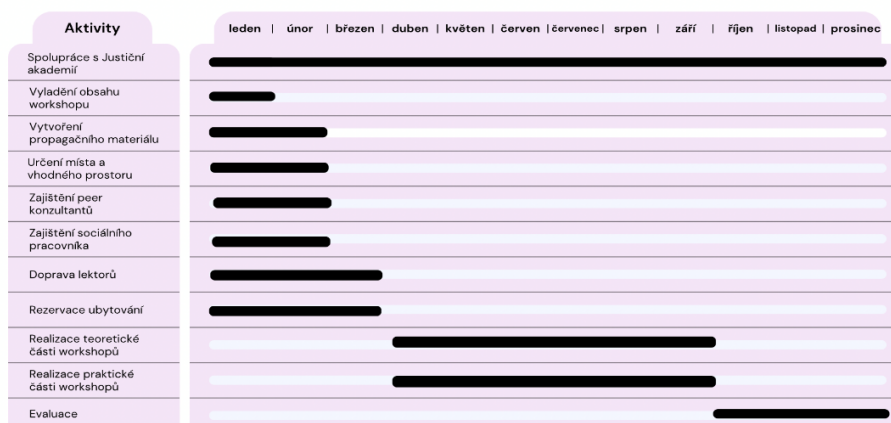 Aktivity
leden | únor | březen | duben | květen | červen | červenec | srpen | září | říjen | listopad | prosinec
Spolupráce s Justiční
akademií
Vyladění obsahu
workshopu
Vytvoření
propagačního materiálu
Určení místa a
vhodného prostoru
Zajištění peer
konzultantů
Zajištění sociálního
pracovníka
Doprava lektorů
Rezervace ubytování
Realizace teoretické
části workshopů
Realizace praktické
části workshopů
Evaluace